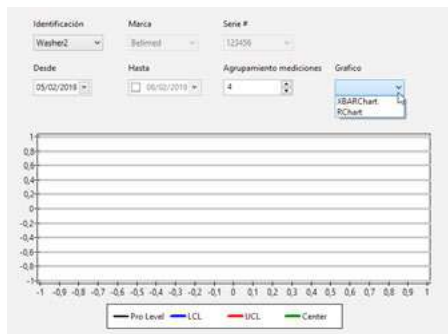 Identificación Marca Serie #
Washer2 Belimed 123456
Desde Hasta Agrupamiento mediciones Grafico
05/02/2018 06/02/2018 4
XBARChart
RChart
1
0,8
0,6
0,4
0,2
0
-0,2
-0,4
-0,6
-0,8
-1
-1 -0,9 -0,8 -0,7 -0,6 -0,5 -0,4 -0,3 -0,2 -0,1 0 0,1 0,2 0,3 0,4 0,5 0,6 0,7 0,8 0,9 1
Pro Level LCL UCL Center